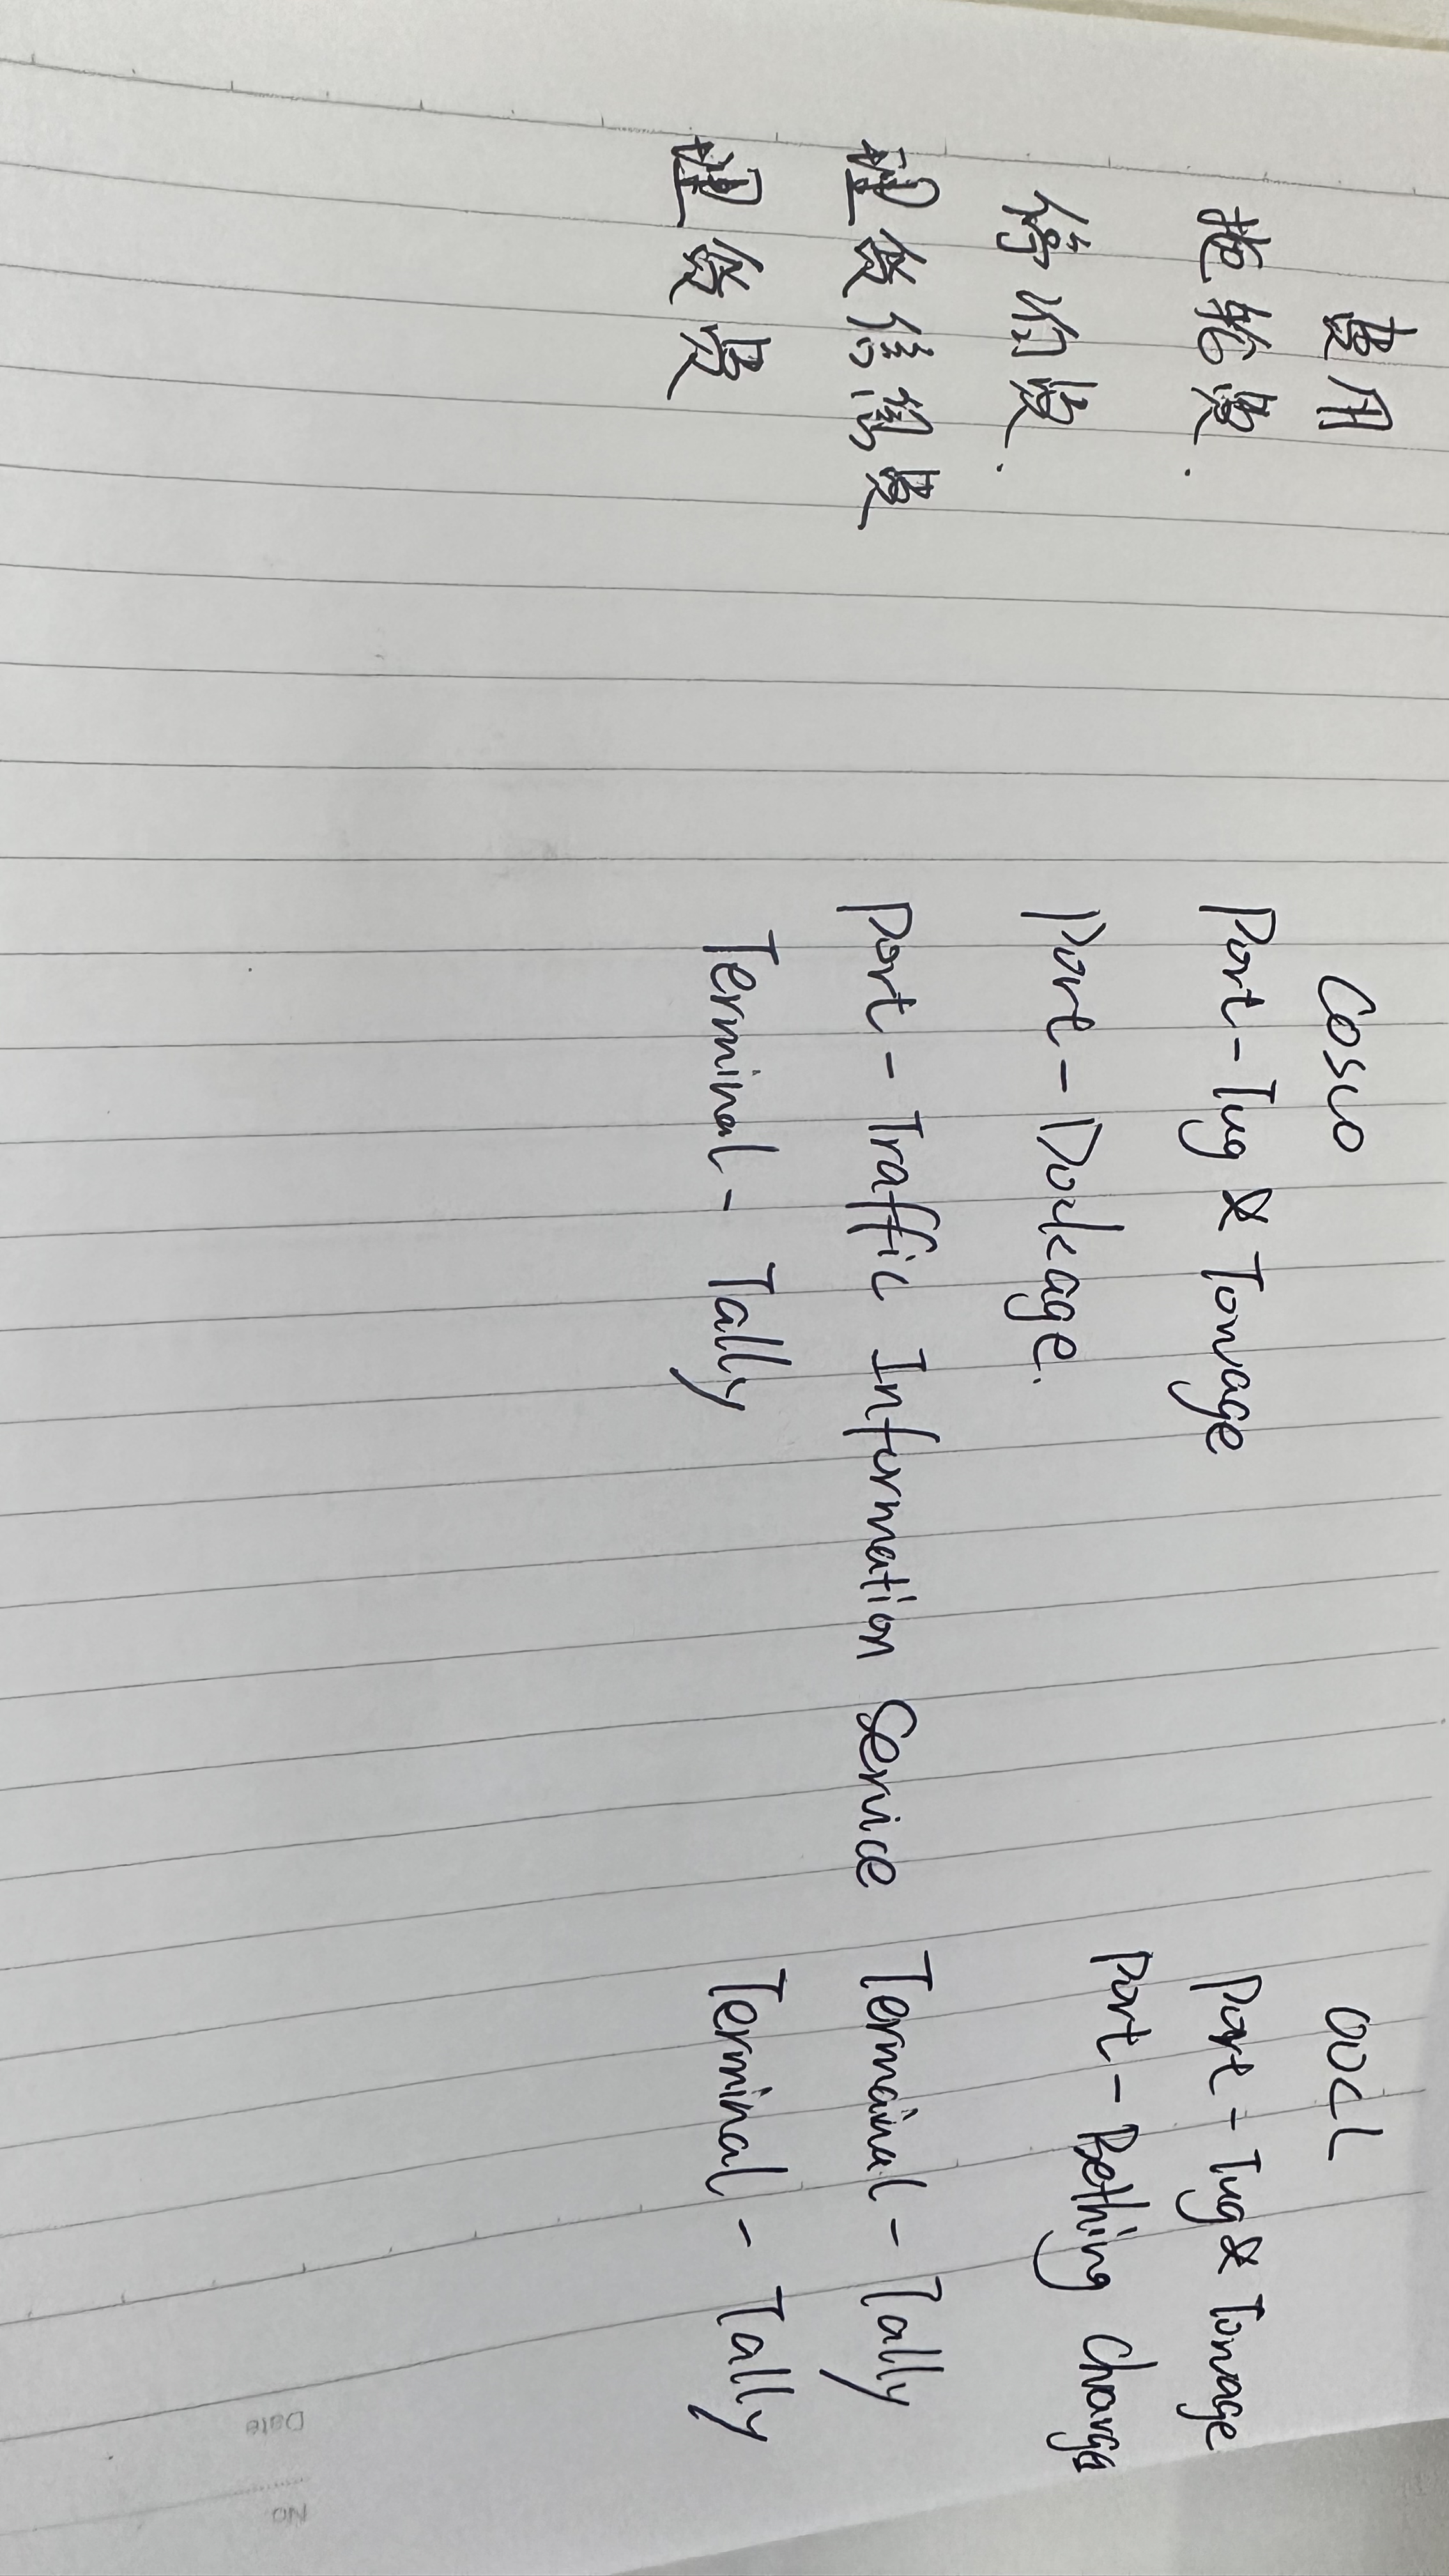 费用 COSCO OOCL
拖轮费. Port-Tug & Tonnage Port-Tug & Tonnage
停泊费. Port-Dockage. Port-Bething Charge
理货信息费 Port-Traffic Information Service Termainal-Tally
理货费 Terminal-Tally Terminal-Tally
No
Date